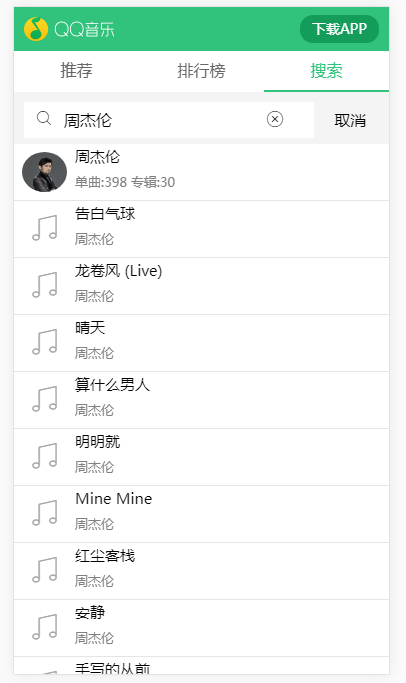 QQ音乐
下载APP
推荐 排行榜 搜索
周杰伦 取消
周杰伦
单曲:398 专辑:30
告白气球
周杰伦
龙卷风 (Live)
周杰伦
晴天
周杰伦
算什么男人
周杰伦
明明就
周杰伦
Mine Mine
周杰伦
红尘客栈
周杰伦
安静
周杰伦
手写的从前